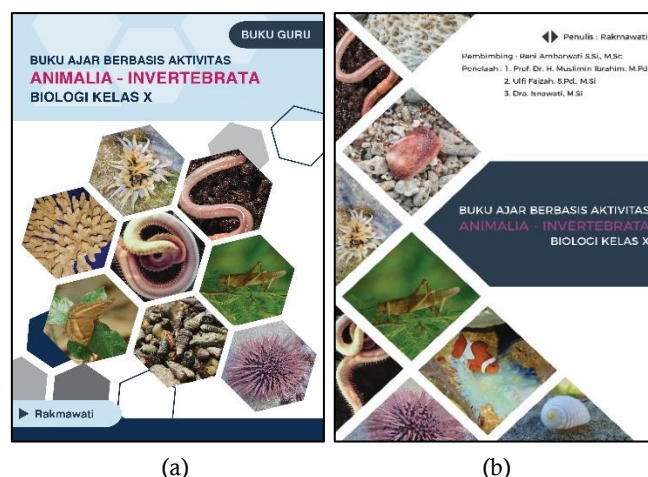 BUKU GURU
BUKU AJAR BERBASIS AKTIVITAS
ANIMALIA - INVERTEBRATA
BIOLOGI KELAS X
Rakmawati
(a)
Penulis : Rakmawati
Pembimbing : Reni Ambarwati S.Si., M,Sc
Penelaah : 1. Prof. Dr. H. Muslimin Ibrahim, M.Pd
2. Ulfi Faizah, S.Pd., M.Si
3. Dra. Isnawati, M.Si
BUKU AJAR BERBASIS AKTIVITAS
ANIMALIA - INVERTEBRATA
BIOLOGI KELAS X
(b)